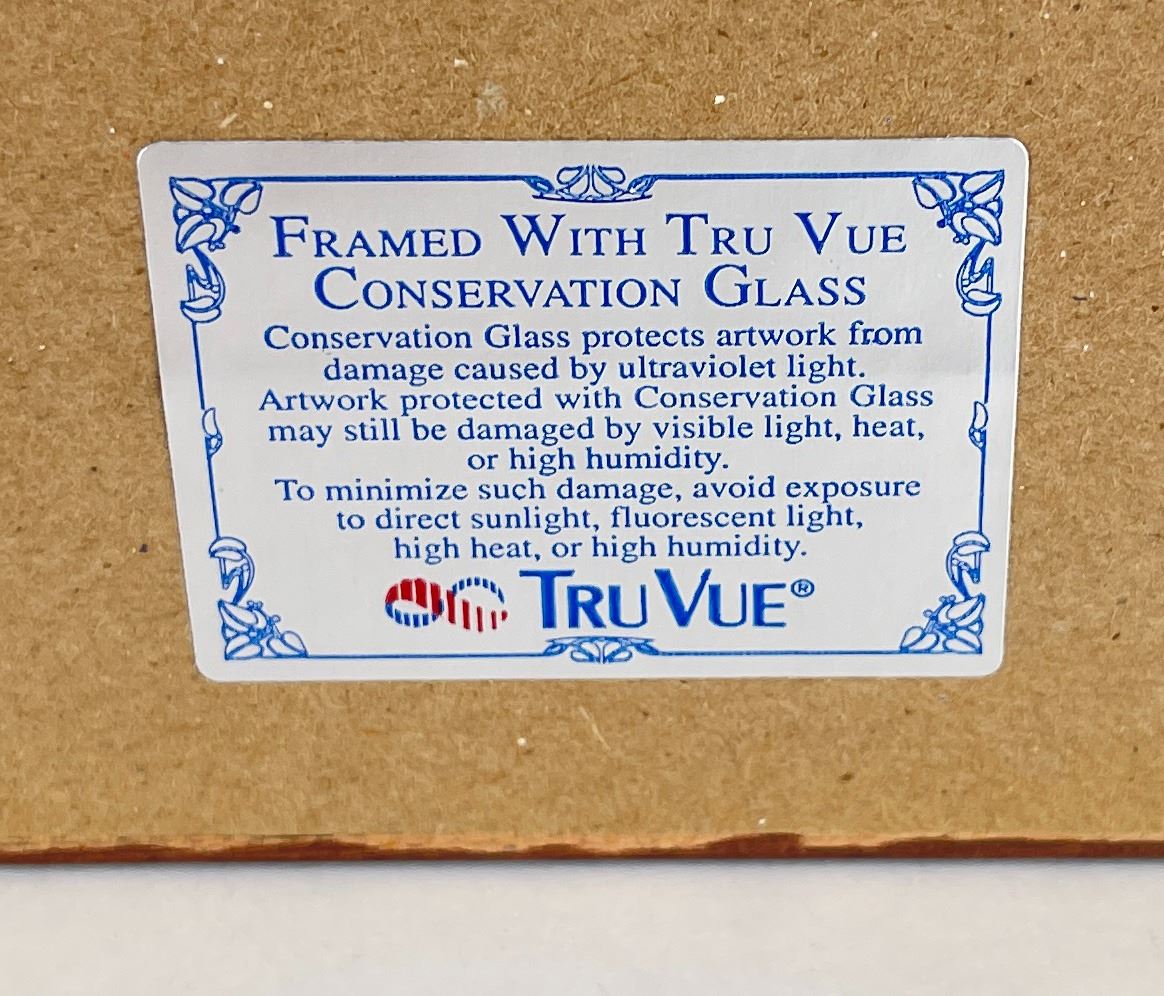 FRAMED WITH TRU VUE
CONSERVATION GLASS
Conservation Glass protects artwork from
damage caused by ultraviolet light.
Artwork protected with Conservation Glass
may still be damaged by visible light, heat,
or high humidity.
To minimize such damage, avoid exposure
to direct sunlight, fluorescent light,
high heat, or high humidity.
TRU VUE®